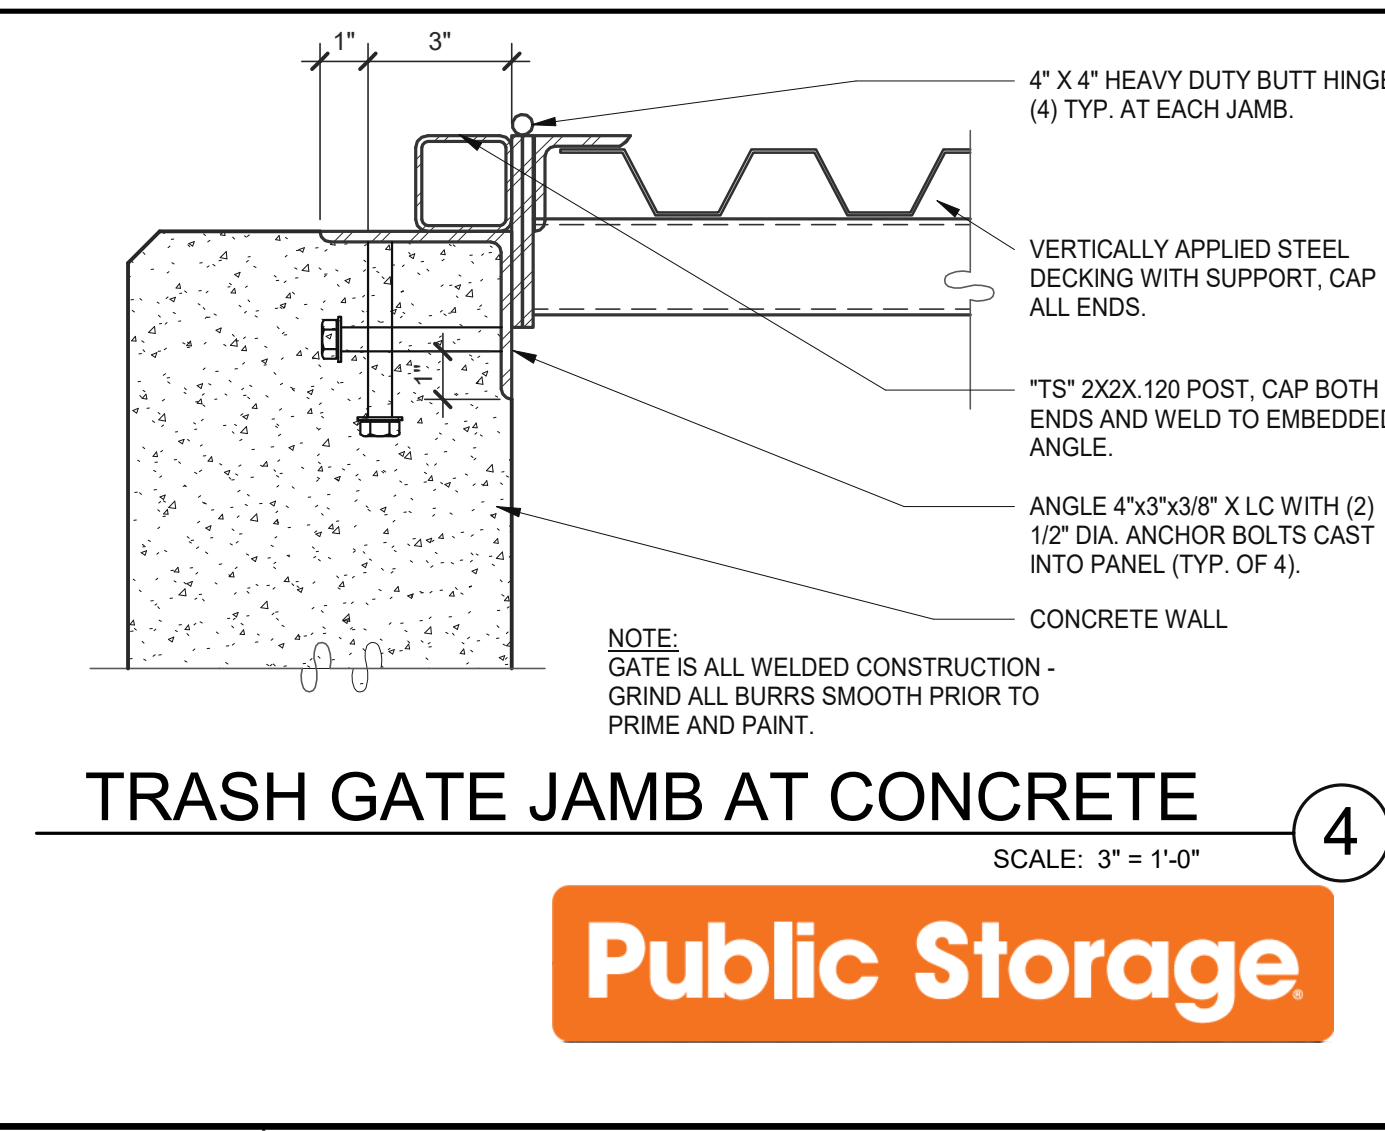 1" 3"
4" X 4" HEAVY DUTY BUTT HINGE
(4) TYP. AT EACH JAMB.
VERTICALLY APPLIED STEEL
DECKING WITH SUPPORT, CAP
ALL ENDS.
1"
"TS" 2X2X.120 POST, CAP BOTH
ENDS AND WELD TO EMBEDDED
ANGLE.
ANGLE 4"x3"x3/8" X LC WITH (2)
1/2" DIA. ANCHOR BOLTS CAST
INTO PANEL (TYP. OF 4).
CONCRETE WALL
NOTE:
GATE IS ALL WELDED CONSTRUCTION -
GRIND ALL BURRS SMOOTH PRIOR TO
PRIME AND PAINT.
TRASH GATE JAMB AT CONCRETE
4
SCALE: 3" = 1'-0"
Public Storage®